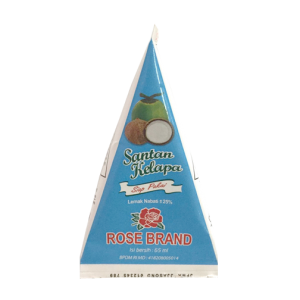 Santan
Kelapa
Siap Pakai
Lemak Nabati ±25%
ROSE BRAND
Isi bersih : 65 ml